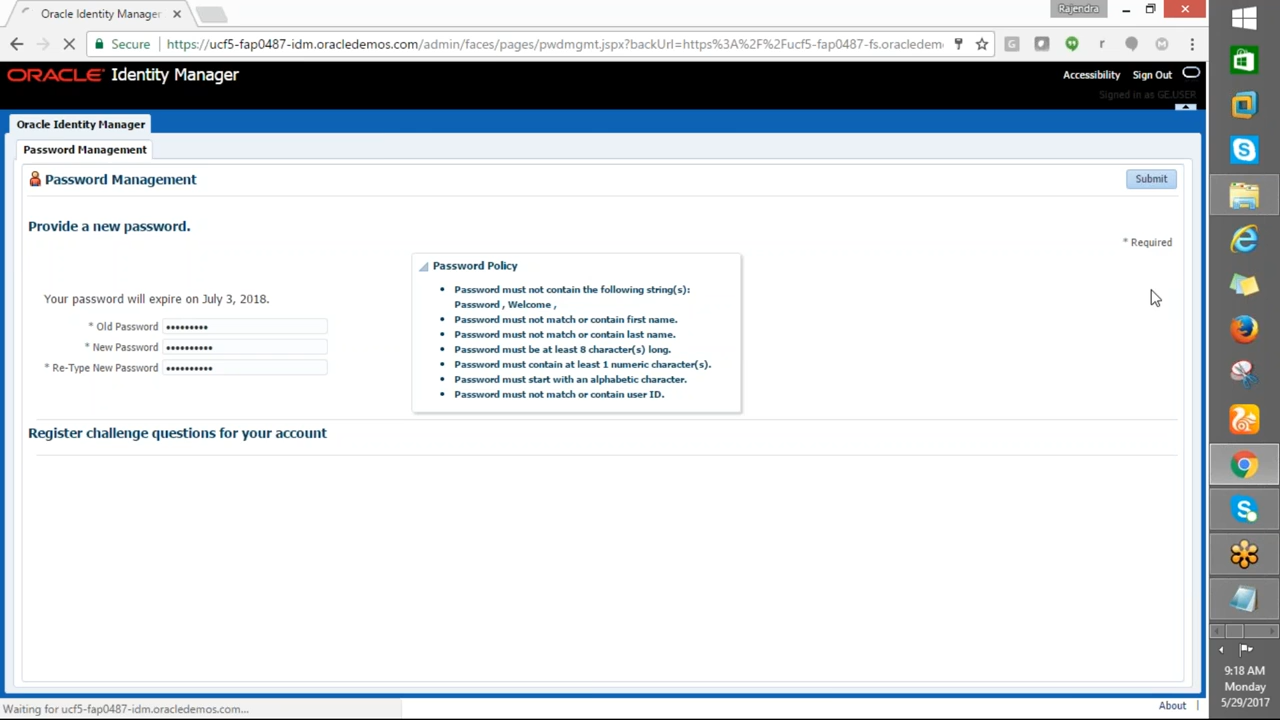 Oracle Identity Manager
Rajendra
Secure
https://ucf5-fap0487-idm.oracledemos.com/admin/faces/pages/pwdmgmt.jspx?backUrl=https%3A%2F%2Fucf5-fap0487-fs.oracledem
ORACLE Identity Manager
Accessibility Sign Out
Signed in as GE.USER
Oracle Identity Manager
Password Management
Password Management
Submit
Provide a new password.
* Required
Password Policy
Password must not contain the following string(s):
Password , Welcome ,
Password must not match or contain first name.
Password must not match or contain last name.
Password must be at least 8 character(s) long.
Password must contain at least 1 numeric character(s).
Password must start with an alphabetic character.
Password must not match or contain user ID.
Your password will expire on July 3, 2018.
* Old Password •••••••••
* New Password ••••••••••
* Re-Type New Password ••••••••••
Register challenge questions for your account
Waiting for ucf5-fap0487-idm.oracledemos.com...
About
9:18 AM
Monday
5/29/2017